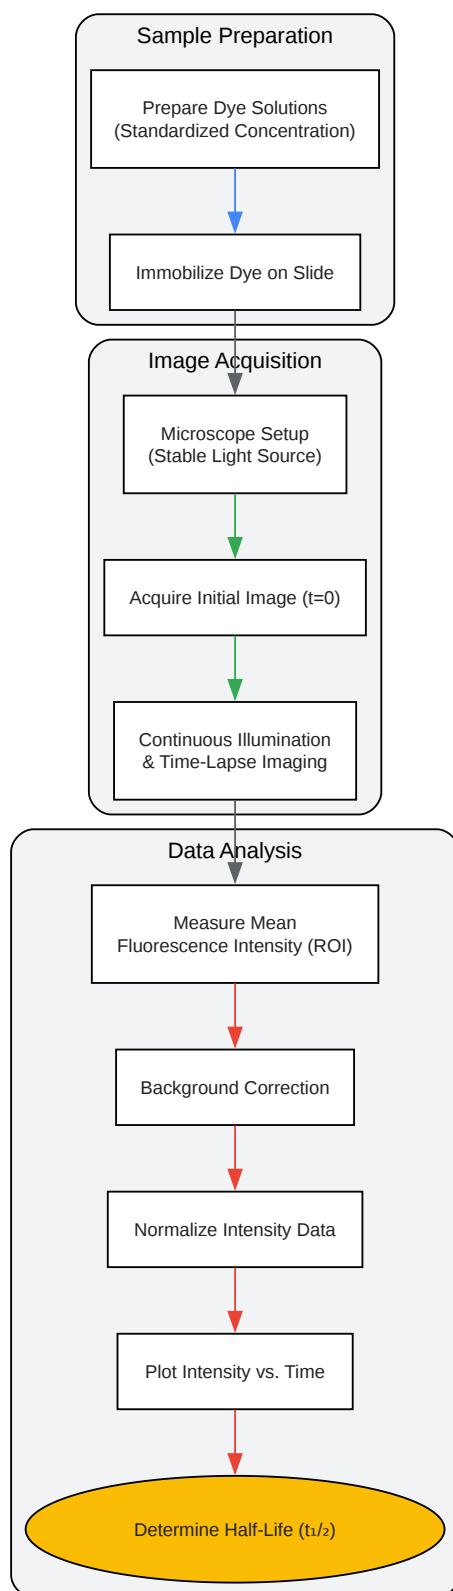 Sample Preparation
Prepare Dye Solutions
(Standardized Concentration)
Immobilize Dye on Slide
Image Acquisition
Microscope Setup
(Stable Light Source)
Acquire Initial Image (t=0)
Continuous Illumination
& Time-Lapse Imaging
Data Analysis
Measure Mean
Fluorescence Intensity (ROI)
Background Correction
Normalize Intensity Data
Plot Intensity vs. Time
Determine Half-Life (t₁/₂)